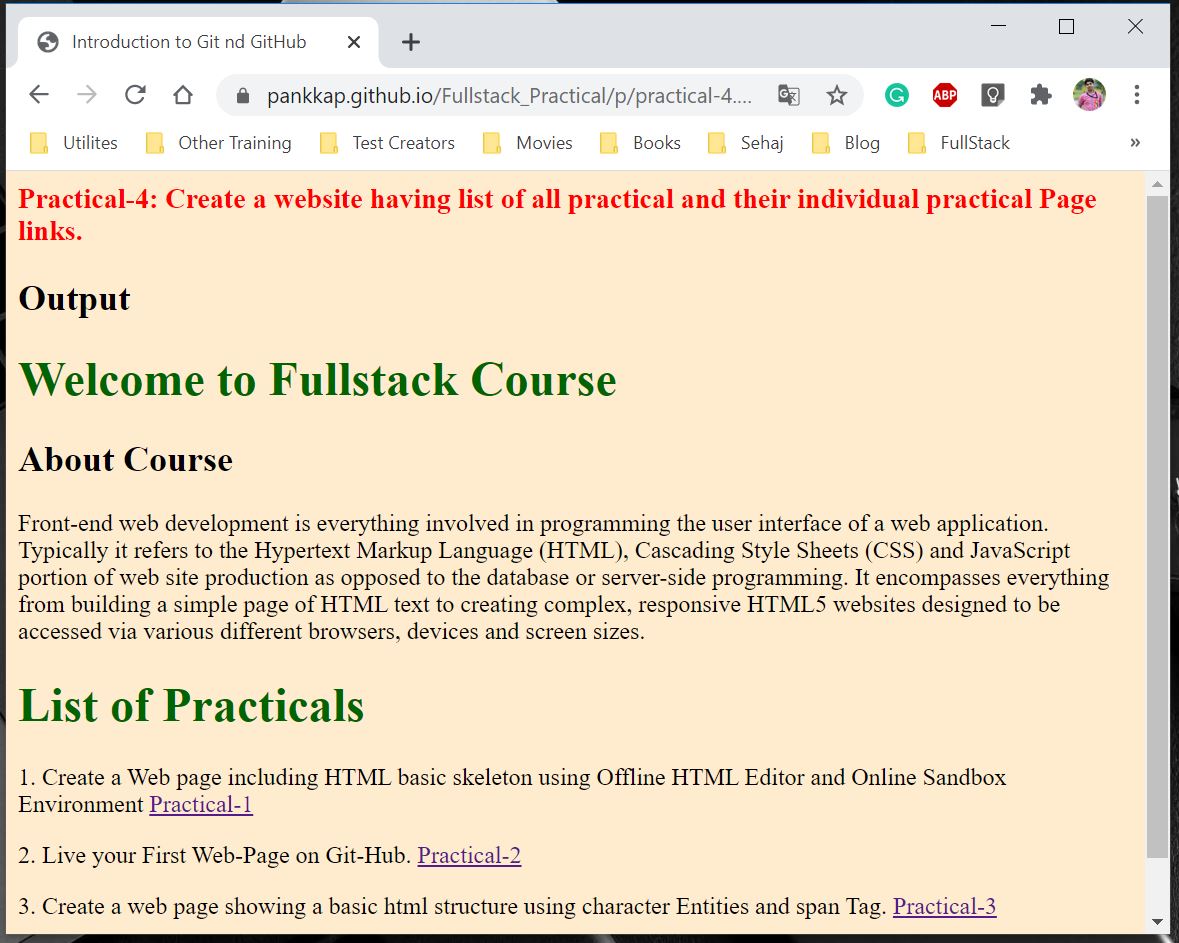 Introduction to Git nd GitHub
pankkap.github.io/Fullstack_Practical/p/practical-4....
ABP
Utilites Other Training Test Creators Movies Books Sehaj Blog FullStack »
Practical-4: Create a website having list of all practical and their individual practical Page
links.
Output
Welcome to Fullstack Course
About Course
Front-end web development is everything involved in programming the user interface of a web application.
Typically it refers to the Hypertext Markup Language (HTML), Cascading Style Sheets (CSS) and JavaScript
portion of web site production as opposed to the database or server-side programming. It encompasses everything
from building a simple page of HTML text to creating complex, responsive HTML5 websites designed to be
accessed via various different browsers, devices and screen sizes.
List of Practicals
1. Create a Web page including HTML basic skeleton using Offline HTML Editor and Online Sandbox
Environment Practical-1
2. Live your First Web-Page on Git-Hub. Practical-2
3. Create a web page showing a basic html structure using character Entities and span Tag. Practical-3